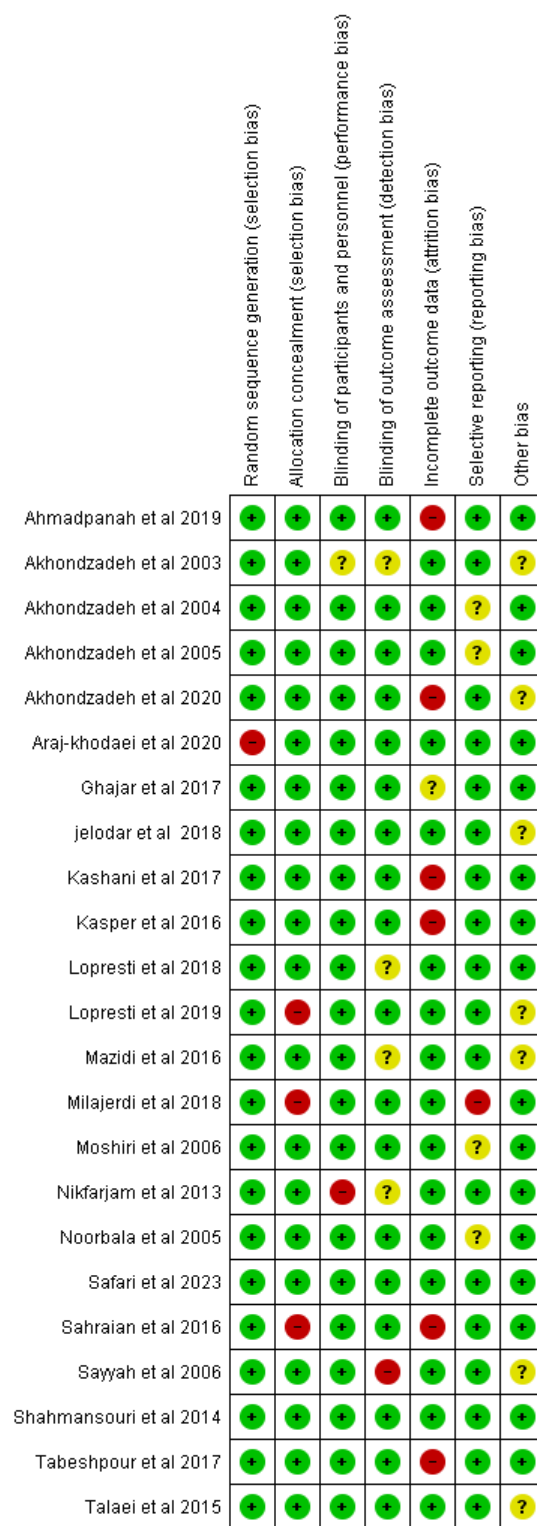 Random sequence generation (selection bias)
Allocation concealment (selection bias)
Blinding of participants and personnel (performance bias)
Blinding of outcome assessment (detection bias)
Incomplete outcome data (attrition bias)
Selective reporting (reporting bias)
Other bias
Ahmadpanah et al 2019 + + + + - + +
Akhondzadeh et al 2003 + + ? ? + + ?
Akhondzadeh et al 2004 + + + + + ? +
Akhondzadeh et al 2005 + + + + + ? +
Akhondzadeh et al 2020 + + + + - + ?
Araj-khodaei et al 2020 - + + + + + +
Ghajar et al 2017 + + + + ? + +
jelodar et al 2018 + + + + + + ?
Kashani et al 2017 + + + + - + +
Kasper et al 2016 + + + + - + +
Lopresti et al 2018 + + + ? + + +
Lopresti et al 2019 + - + + + + ?
Mazidi et al 2016 + + + ? + + ?
Milajerdi et al 2018 + - + + + - +
Moshiri et al 2006 + + + + + ? +
Nikfarjam et al 2013 + + - ? + + +
Noorbala et al 2005 + + + + + ? +
Safari et al 2023 + + + + + + +
Sahraian et al 2016 + - + + - + +
Sayyah et al 2006 + + + - + + ?
Shahmansouri et al 2014 + + + + + + +
Tabeshpour et al 2017 + + + + - + +
Talaei et al 2015 + + + + + + ?